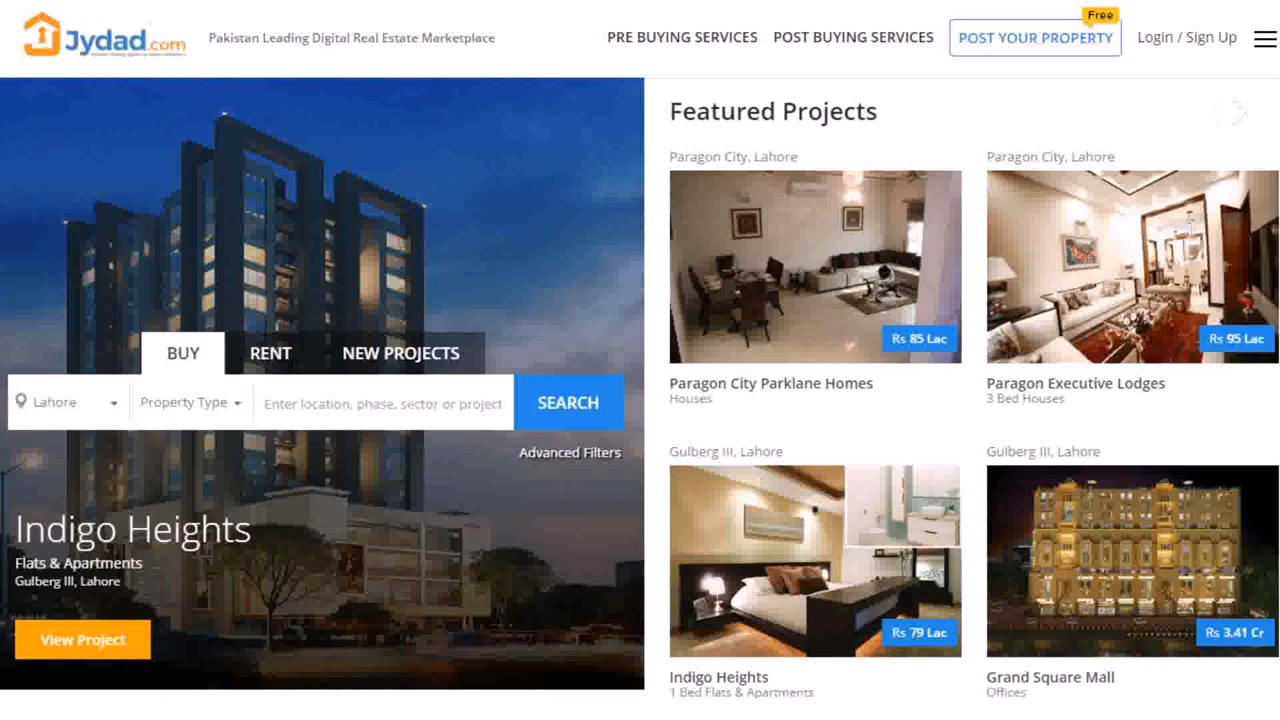 Jydad.com
Pakistan Leading Digital Real Estate Marketplace
PRE BUYING SERVICES
POST BUYING SERVICES
Free
POST YOUR PROPERTY
Login / Sign Up
BUY
RENT
NEW PROJECTS
Lahore
Property Type
Enter location, phase, sector or project
SEARCH
Advanced Filters
Indigo Heights
Flats & Apartments
Gulberg III, Lahore
View Project
Featured Projects
Paragon City, Lahore
Rs 85 Lac
Paragon City Parklane Homes
Houses
Paragon City, Lahore
Rs 95 Lac
Paragon Executive Lodges
3 Bed Houses
Gulberg III, Lahore
Rs 79 Lac
Indigo Heights
1 Bed Flats & Apartments
Gulberg III, Lahore
Rs 3.41 Cr
Grand Square Mall
Offices